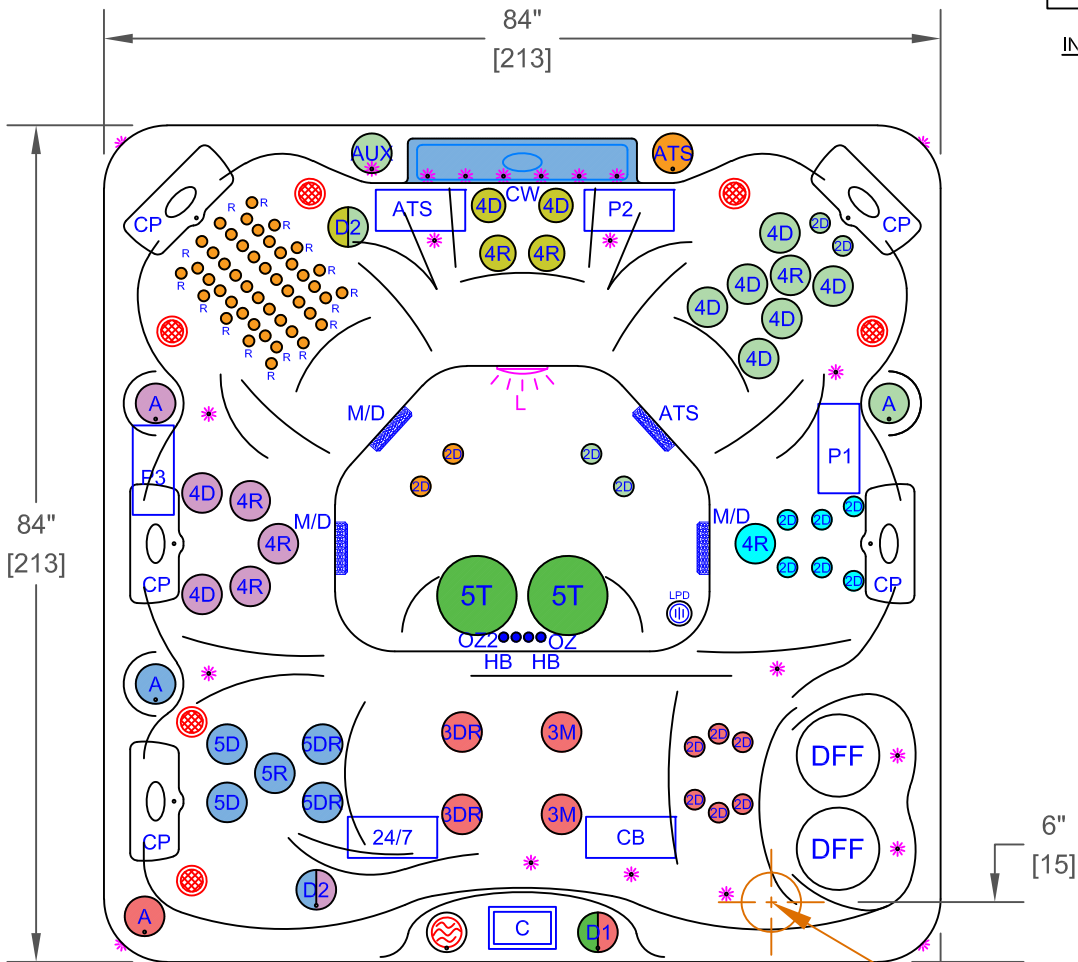 84"
[213]
IN
AUX
ATS
CP
R R R R R R R R R R R R R R
D2
ATS
4D
CW
4D
P2
4R
4R
4D
2D
2D
CP
4D
4R
4D
4D
4D
4D
L
M/D
ATS
A
A
P3
P1
2D
2D
2D
2D
4D
4R
4R
4D
4R
M/D
M/D
4R
2D
2D
2D
2D
2D
2D
84"
[213]
CP
CP
5T
5T
LPD
OZ2
OZ
HB
HB
A
5D
5DR
5R
5D
5DR
3DR
3M
3DR
3M
2D
2D
2D
2D
2D
2D
DFF
DFF
CP
24/7
CB
6"
[15]
D2
A
C
D1